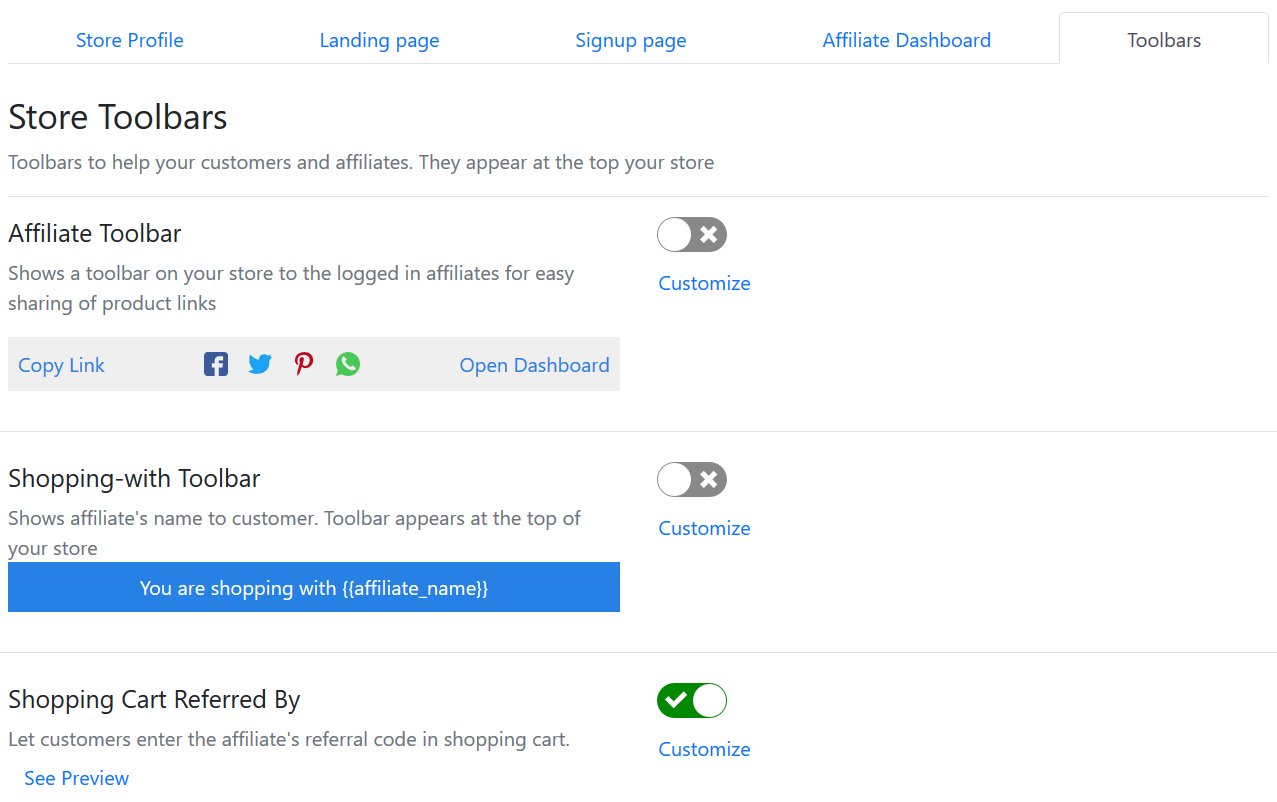 Store Profile Landing page Signup page Affiliate Dashboard Toolbars
Store Toolbars
Toolbars to help your customers and affiliates. They appear at the top your store
Affiliate Toolbar
Shows a toolbar on your store to the logged in affiliates for easy
sharing of product links
Customize
Copy Link Open Dashboard
Shopping-with Toolbar
Shows affiliate's name to customer. Toolbar appears at the top of
your store
Customize
You are shopping with {{affiliate_name}}
Shopping Cart Referred By
Let customers enter the affiliate's referral code in shopping cart.
Customize
See Preview